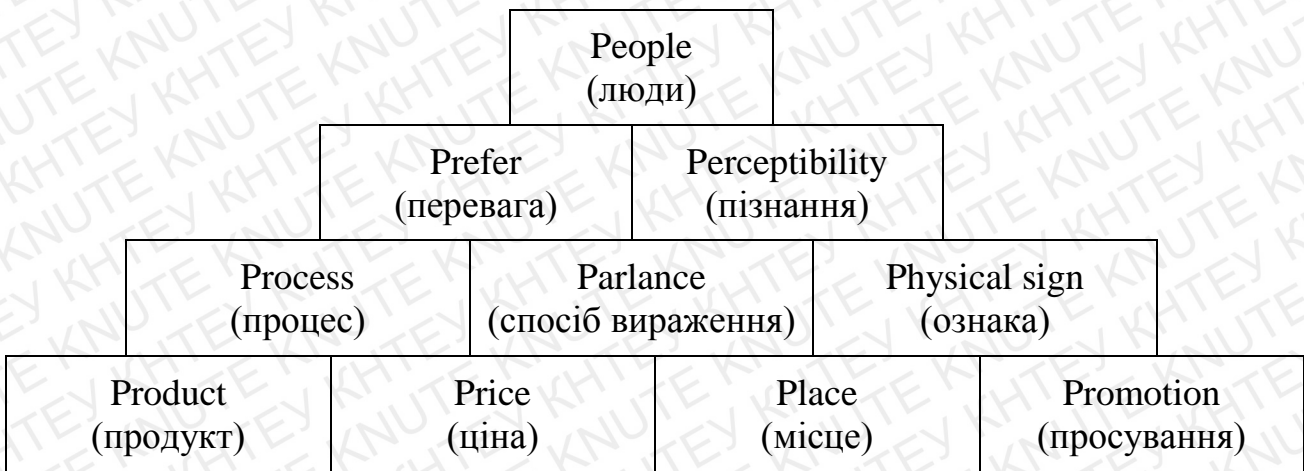 People
(люди)
Prefer
(перевага)
Perceptibility
(пізнання)
Process
(процес)
Parlance
(спосіб вираження)
Physical sign
(ознака)
Product
(продукт)
Price
(ціна)
Place
(місце)
Promotion
(просування)